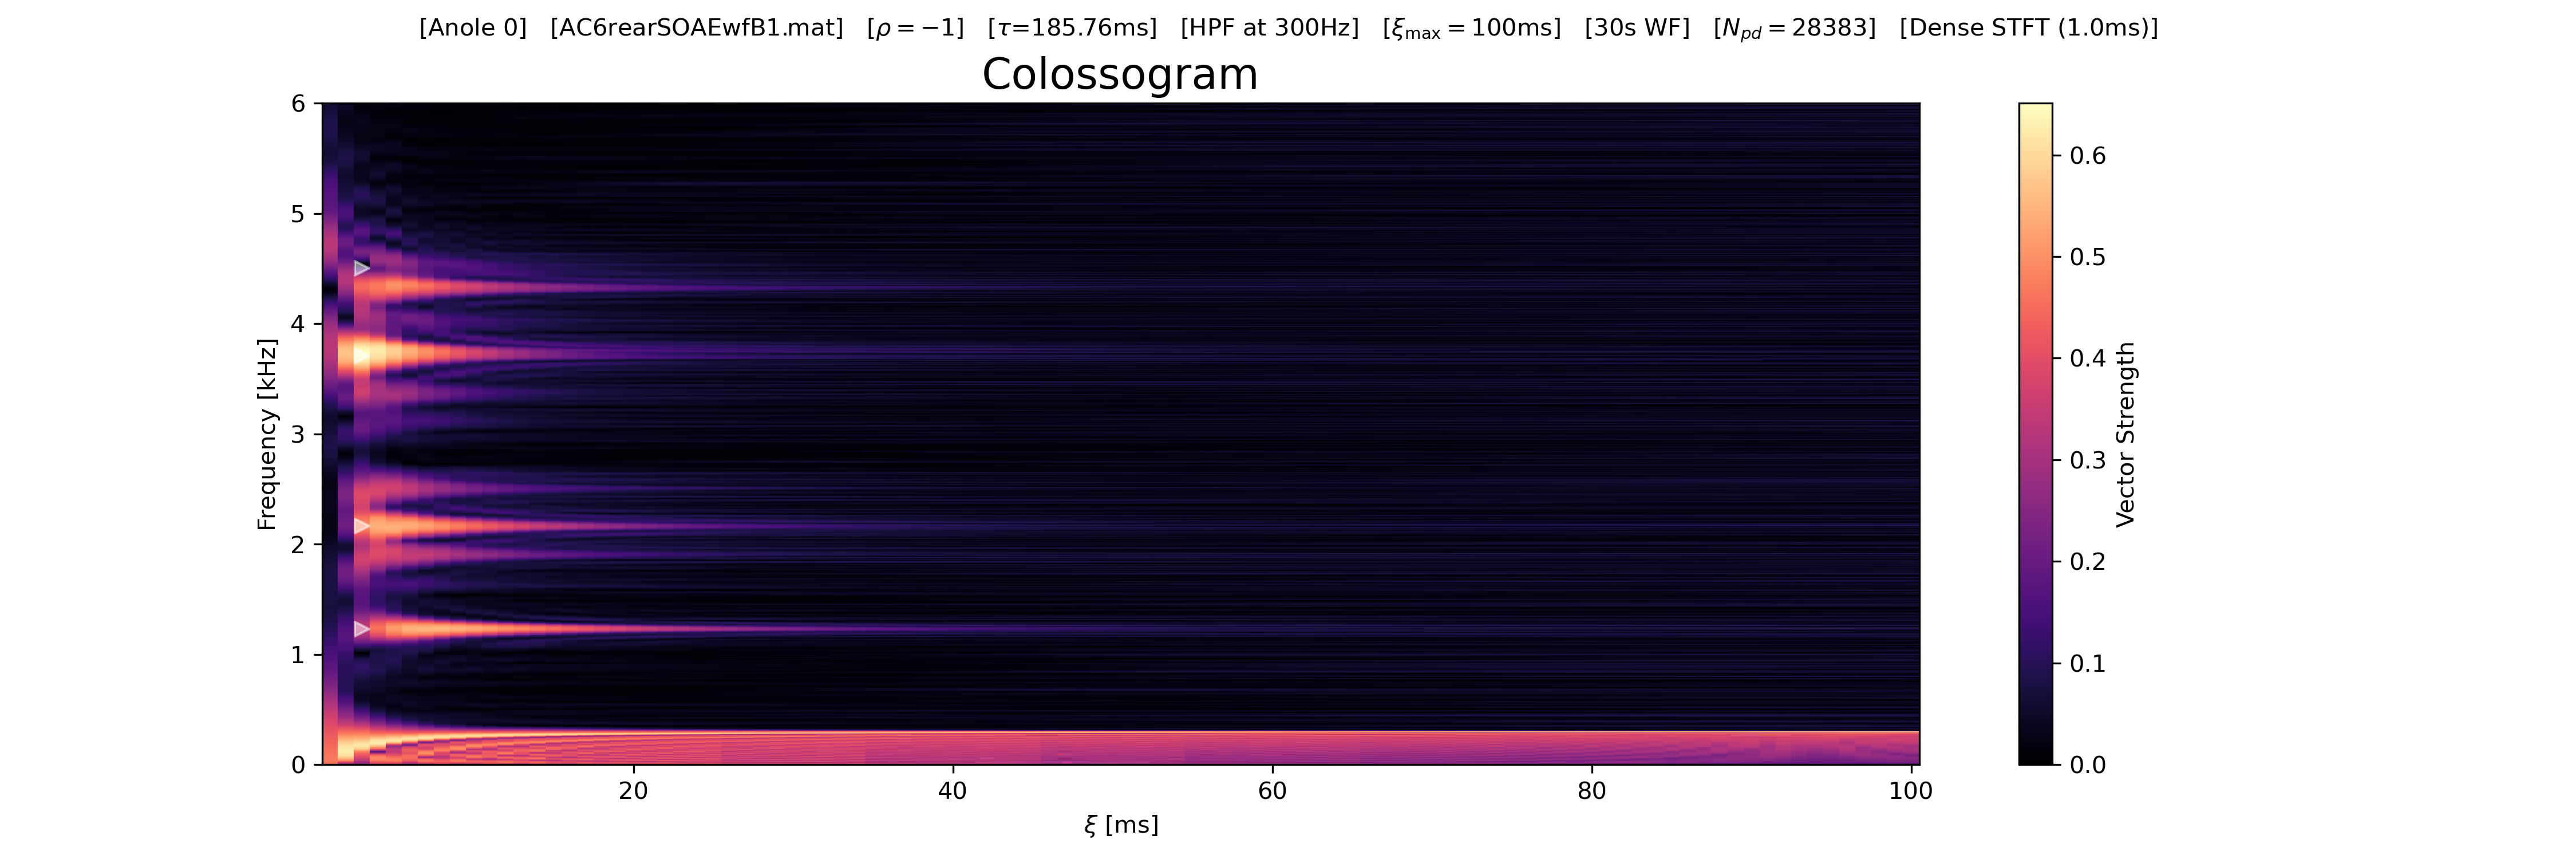 [Anole 0] [AC6rearSOAEwfB1.mat] [ρ = −1] [τ=185.76ms] [HPF at 300Hz] [ξmax = 100ms] [30s WF] [Npd = 28383] [Dense STFT (1.0ms)]
Colossogram
6
5
4
3
2
1
0
Frequency [kHz]
20 40 60 80 100
ξ [ms]
0.6
0.5
0.4
0.3
0.2
0.1
0.0
Vector Strength